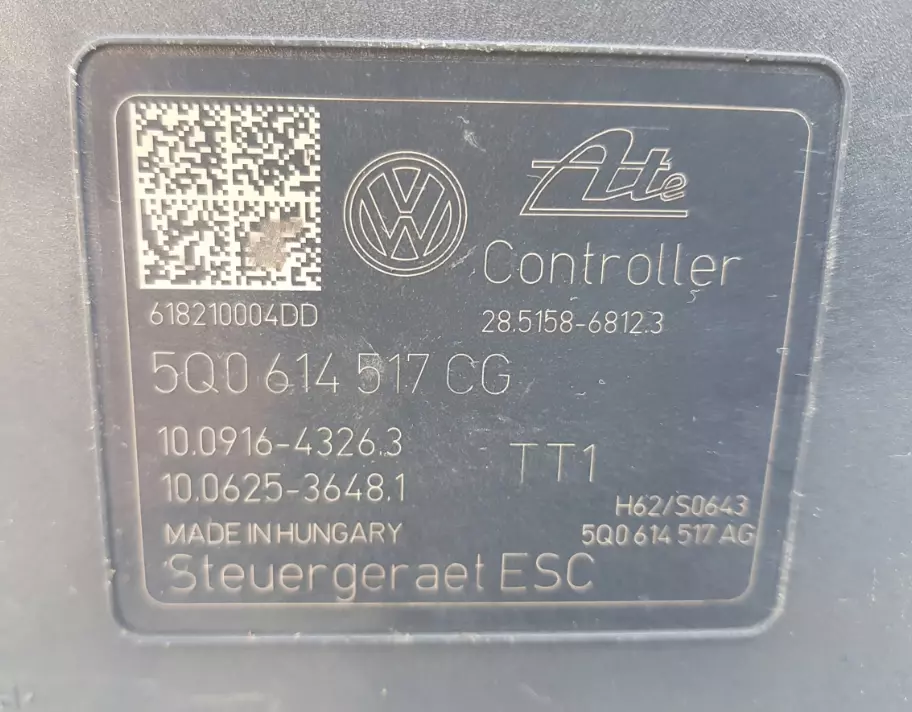 Ate
Controller
618210004DD
28.5158-6812.3
5Q0 614 517 CG
10.0916-4326.3
TT1
10.0625-3648.1
H62/S0643
MADE IN HUNGARY
5Q0 614 517 AG
Steuergeraet ESC